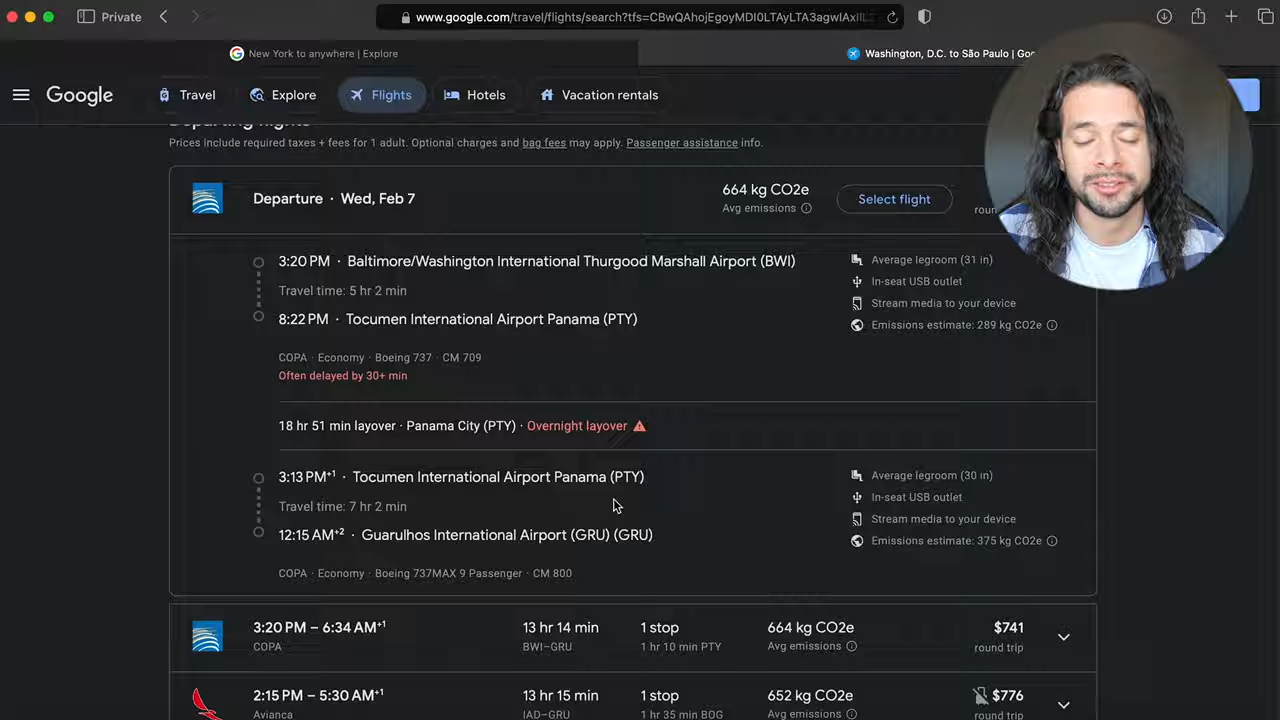 Private
www.google.com/travel/flights/search?tfs=CBwQAhojEgoyMDI0LTAyLTA3agwIAxII
New York to anywhere | Explore
Washington, D.C. to São Paulo | Goo
Google
Travel
Explore
Flights
Hotels
Vacation rentals
Departing flights
Prices include required taxes + fees for 1 adult. Optional charges and bag fees may apply. Passenger assistance info.
Departure · Wed, Feb 7
664 kg CO2e
Avg emissions
Select flight
3:20 PM · Baltimore/Washington International Thurgood Marshall Airport (BWI)
Travel time: 5 hr 2 min
8:22 PM · Tocumen International Airport Panama (PTY)
COPA · Economy · Boeing 737 · CM 709
Often delayed by 30+ min
Average legroom (31 in)
In-seat USB outlet
Stream media to your device
Emissions estimate: 289 kg CO2e
18 hr 51 min layover · Panama City (PTY) · Overnight layover
3:13 PM+1 · Tocumen International Airport Panama (PTY)
Travel time: 7 hr 2 min
12:15 AM+2 · Guarulhos International Airport (GRU) (GRU)
COPA · Economy · Boeing 737MAX 9 Passenger · CM 800
Average legroom (30 in)
In-seat USB outlet
Stream media to your device
Emissions estimate: 375 kg CO2e
3:20 PM – 6:34 AM+1
COPA
13 hr 14 min
BWI–GRU
1 stop
1 hr 10 min PTY
664 kg CO2e
Avg emissions
$741
round trip
2:15 PM – 5:30 AM+1
Avianca
13 hr 15 min
IAD–GRU
1 stop
1 hr 35 min BOG
652 kg CO2e
Avg emissions
$776
round trip